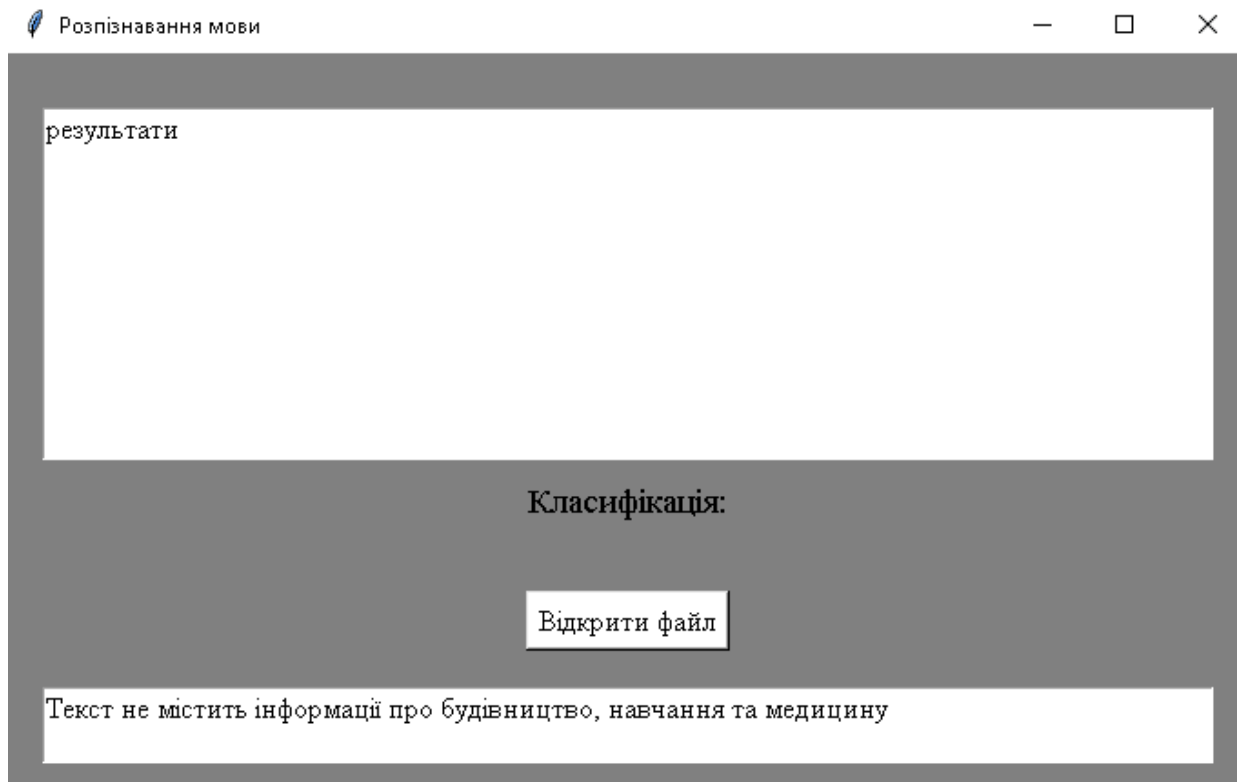 Розпізнавання мови
результати
Класифікація:
Відкрити файл
Текст не містить інформації про будівництво, навчання та медицину